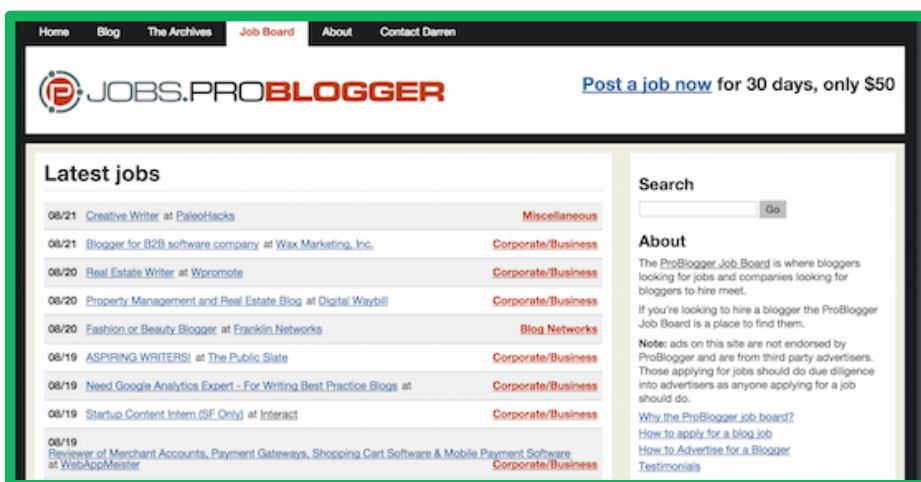 Home Blog The Archives Job Board About Contact Darren
JOBS.PROBLOGGER
Post a job now for 30 days, only $50
Latest jobs
08/21 Creative Writer at PaleoHacks Miscellaneous
08/21 Blogger for B2B software company at Wax Marketing, Inc. Corporate/Business
08/20 Real Estate Writer at Wpromote Corporate/Business
08/20 Property Management and Real Estate Blog at Digital Waybill Corporate/Business
08/20 Fashion or Beauty Blogger at Franklin Networks Blog Networks
08/19 ASPIRING WRITERS! at The Public Slate Corporate/Business
08/19 Need Google Analytics Expert - For Writing Best Practice Blogs at Corporate/Business
08/19 Startup Content Intern (SF Only) at Interact Corporate/Business
08/19
Reviewer of Merchant Accounts, Payment Gateways, Shopping Cart Software & Mobile Payment Software
at WebAppMeister Corporate/Business
Search
Go
About
The ProBlogger Job Board is where bloggers
looking for jobs and companies looking for
bloggers to hire meet.
If you're looking to hire a blogger the ProBlogger
Job Board is a place to find them.
Note: ads on this site are not endorsed by
ProBlogger and are from third party advertisers.
Those applying for jobs should do due diligence
into advertisers as anyone applying for a job
should do.
Why the ProBlogger job board?
How to apply for a blog job
How to Advertise for a Blogger
Testimonials